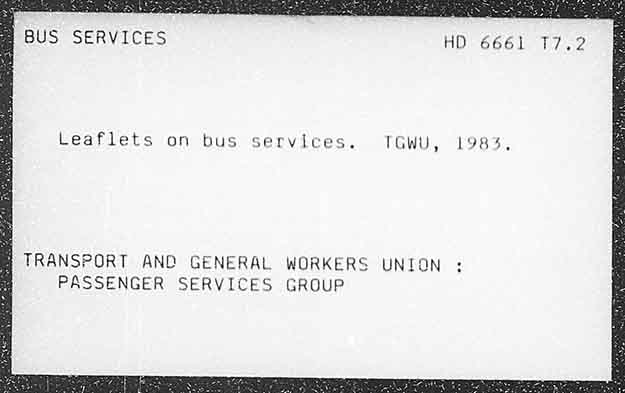 BUS SERVICES HD 6661 T7.2
Leaflets on bus services. TGWU, 1983.
TRANSPORT AND GENERAL WORKERS UNION :
PASSENGER SERVICES GROUP